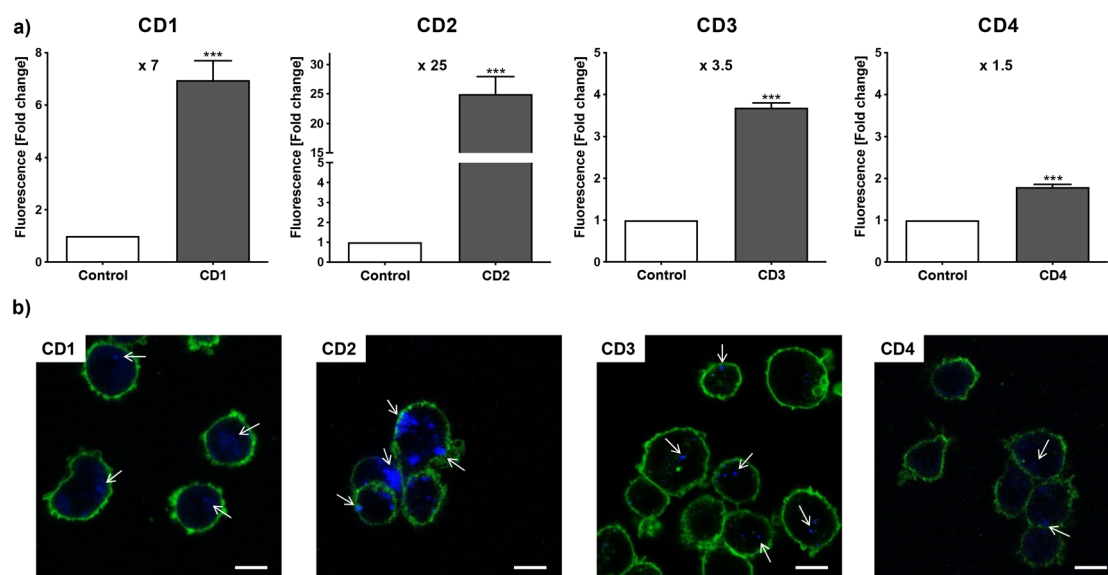 a)
CD1
Fluorescence [Fold change]
8
6
4
2
0
x 7
***
Control
CD1
CD2
Fluorescence [Fold change]
30
25
20
15
5
4
3
2
1
0
x 25
***
Control
CD2
CD3
Fluorescence [Fold change]
5
4
3
2
1
0
x 3.5
***
Control
CD3
CD4
Fluorescence [Fold change]
5
4
3
2
1
0
x 1.5
***
Control
CD4
b)
CD1
CD2
CD3
CD4